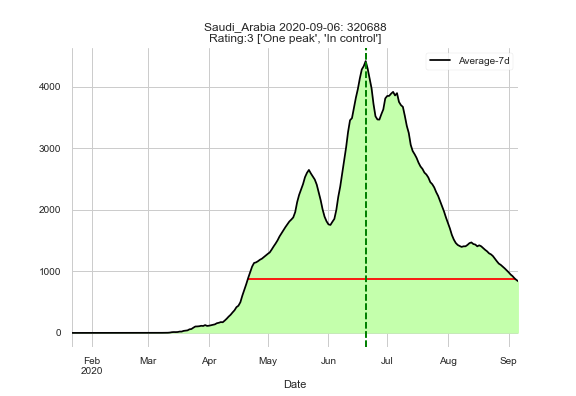 Saudi_Arabia 2020-09-06: 320688
Rating:3 ['One peak', 'In control']
Average-7d
4000
3000
2000
1000
0
Feb Mar Apr May Jun Jul Aug Sep
2020
Date